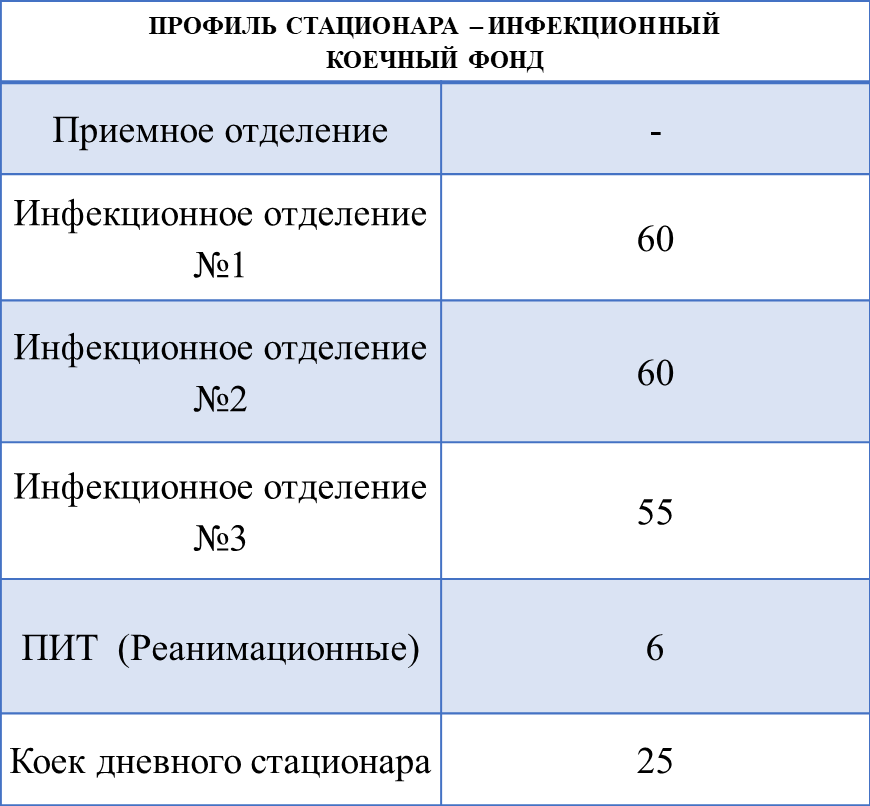 ПРОФИЛЬ СТАЦИОНАРА – ИНФЕКЦИОННЫЙ
КОЕЧНЫЙ ФОНД
Приемное отделение
-
Инфекционное отделение
№1
60
Инфекционное отделение
№2
60
Инфекционное отделение
№3
55
ПИТ (Реанимационные)
6
Коек дневного стационара
25